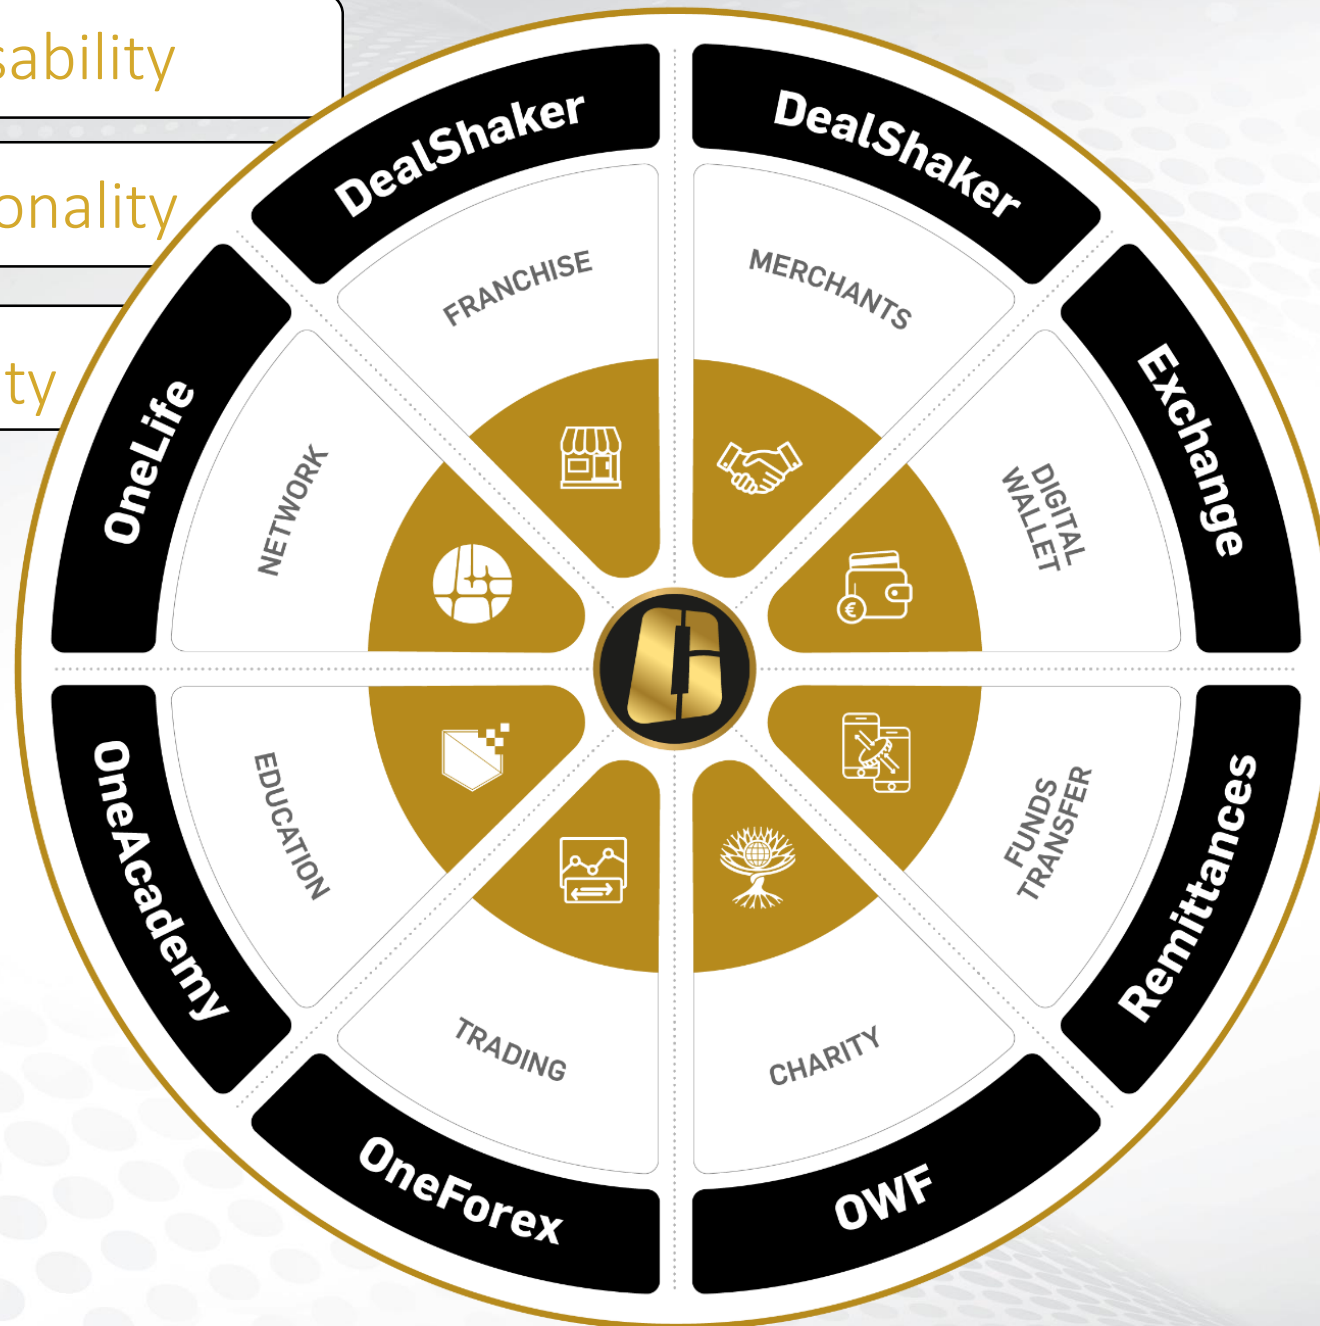 sability
onality
ty
DealShaker
DealShaker
FRANCHISE
MERCHANTS
OneLife
Exchange
NETWORK
DIGITAL
WALLET
€
OneAcademy
Remittances
EDUCATION
FUNDS
TRANSFER
TRADING
CHARITY
OneForex
OWF